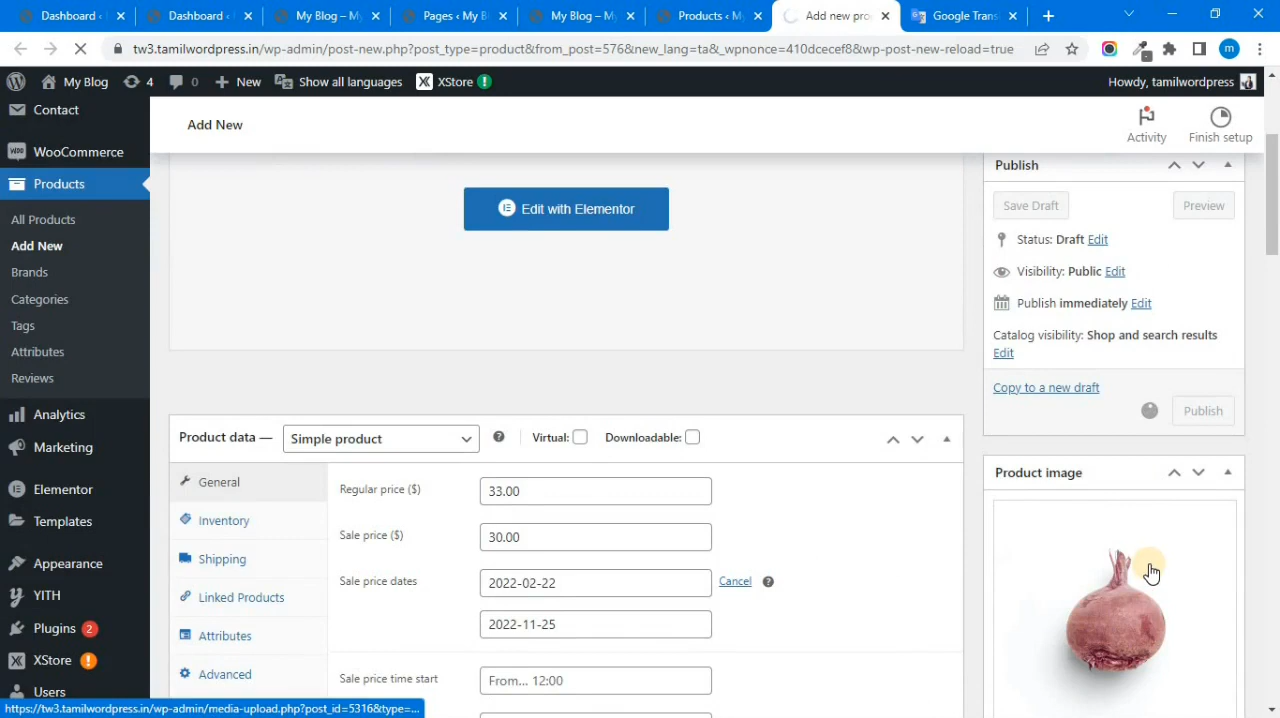 Dashboard ‹
Dashboard ‹
My Blog – M
Pages ‹ My B
My Blog – M
Products ‹ M
Add new pro
Google Tran
tw3.tamilwordpress.in/wp-admin/post-new.php?post_type=product&from_post=576&new_lang=ta&_wpnonce=410dcecef8&wp-post-new-reload=true
m
My Blog
4
0
New
Show all languages
XStore
Howdy, tamilwordpress
Contact
WooCommerce
Products
All Products
Add New
Brands
Categories
Tags
Attributes
Reviews
Analytics
Marketing
Elementor
Templates
Appearance
YITH
Plugins 2
XStore
Users
Add New
Activity
Finish setup
Edit with Elementor
Product data — Simple product Virtual: Downloadable:
General
Inventory
Shipping
Linked Products
Attributes
Advanced
Regular price ($) 33.00
Sale price ($) 30.00
Sale price dates 2022-02-22 Cancel
2022-11-25
Sale price time start From... 12:00
Publish
Save Draft Preview
Status: Draft Edit
Visibility: Public Edit
Publish immediately Edit
Catalog visibility: Shop and search results
Edit
Copy to a new draft
Publish
Product image
https://tw3.tamilwordpress.in/wp-admin/media-upload.php?post_id=5316&type=...